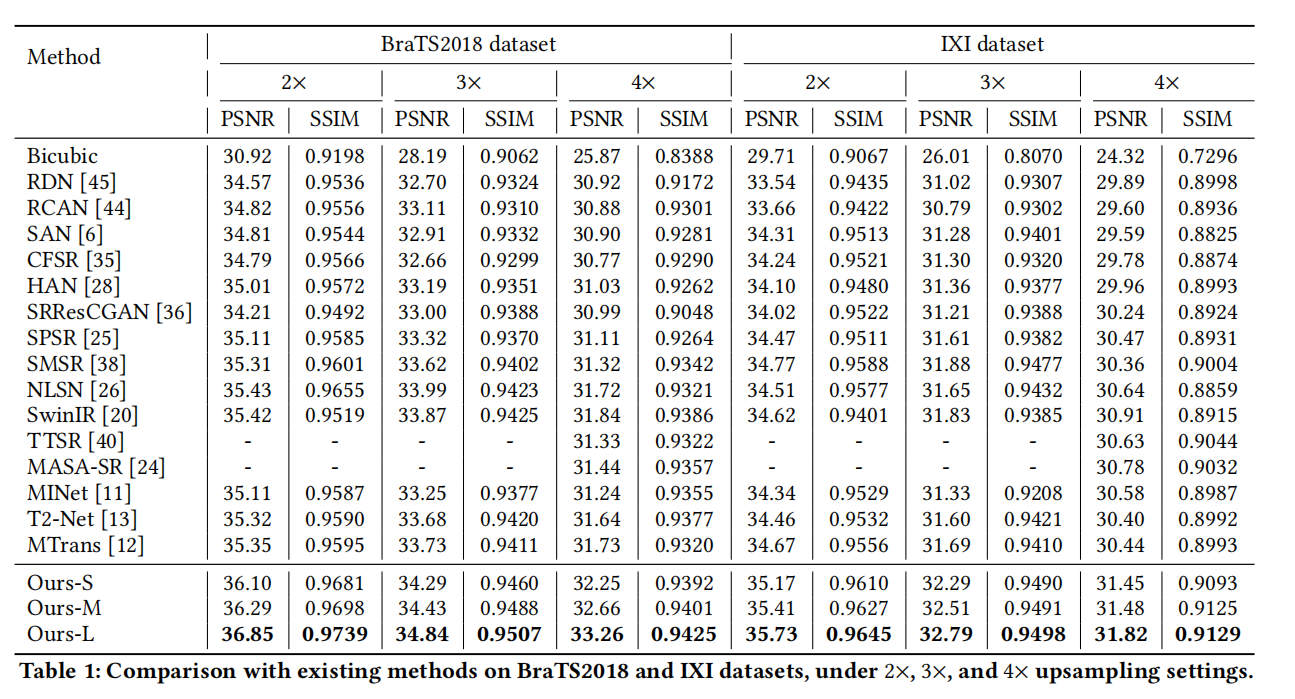 Method BraTS2018 dataset IXI dataset
2× 3× 4× 2× 3× 4×
PSNR SSIM PSNR SSIM PSNR SSIM PSNR SSIM PSNR SSIM PSNR SSIM
Bicubic 30.92 0.9198 28.19 0.9062 25.87 0.8388 29.71 0.9067 26.01 0.8070 24.32 0.7296
RDN [45] 34.57 0.9536 32.70 0.9324 30.92 0.9172 33.54 0.9435 31.02 0.9307 29.89 0.8998
RCAN [44] 34.82 0.9556 33.11 0.9310 30.88 0.9301 33.66 0.9422 30.79 0.9302 29.60 0.8936
SAN [6] 34.81 0.9544 32.91 0.9332 30.90 0.9281 34.31 0.9513 31.28 0.9401 29.59 0.8825
CFSR [35] 34.79 0.9566 32.66 0.9299 30.77 0.9290 34.24 0.9521 31.30 0.9320 29.78 0.8874
HAN [28] 35.01 0.9572 33.19 0.9351 31.03 0.9262 34.10 0.9480 31.36 0.9377 29.96 0.8993
SRResCGAN [36] 34.21 0.9492 33.00 0.9388 30.99 0.9048 34.02 0.9522 31.21 0.9388 30.24 0.8924
SPSR [25] 35.11 0.9585 33.32 0.9370 31.11 0.9264 34.47 0.9511 31.61 0.9382 30.47 0.8931
SMSR [38] 35.31 0.9601 33.62 0.9402 31.32 0.9342 34.77 0.9588 31.88 0.9477 30.36 0.9004
NLSN [26] 35.43 0.9655 33.99 0.9423 31.72 0.9321 34.51 0.9577 31.65 0.9432 30.64 0.8859
SwinIR [20] 35.42 0.9519 33.87 0.9425 31.84 0.9386 34.62 0.9401 31.83 0.9385 30.91 0.8915
TTSR [40] - - - - 31.33 0.9322 - - - - 30.63 0.9044
MASA-SR [24] - - - - 31.44 0.9357 - - - - 30.78 0.9032
MINet [11] 35.11 0.9587 33.25 0.9377 31.24 0.9355 34.34 0.9529 31.33 0.9208 30.58 0.8987
T2-Net [13] 35.32 0.9590 33.68 0.9420 31.64 0.9377 34.46 0.9532 31.60 0.9421 30.40 0.8992
MTrans [12] 35.35 0.9595 33.73 0.9411 31.73 0.9320 34.67 0.9556 31.69 0.9410 30.44 0.8993
Ours-S 36.10 0.9681 34.29 0.9460 32.25 0.9392 35.17 0.9610 32.29 0.9490 31.45 0.9093
Ours-M 36.29 0.9698 34.43 0.9488 32.66 0.9401 35.41 0.9627 32.51 0.9491 31.48 0.9125
Ours-L 36.85 0.9739 34.84 0.9507 33.26 0.9425 35.73 0.9645 32.79 0.9498 31.82 0.9129
Table 1: Comparison with existing methods on BraTS2018 and IXI datasets, under 2×, 3×, and 4× upsampling settings.